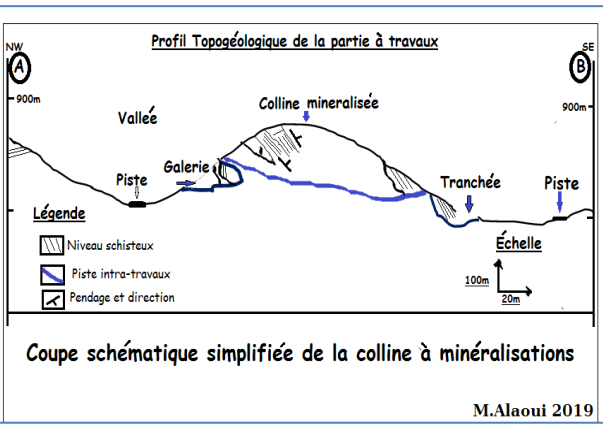 Profil Topogéologique de la partie à travaux
NW
SE
A
B
900m
900m
Colline mineralisée
Valleé
Galerie
Piste
Tranchée
Piste
Légende
Niveau schisteux
Piste intra-travaux
Pendage et direction
Échelle
100m
20m
Coupe schématique simplifiée de la colline à minéralisations
M.Alaoui 2019